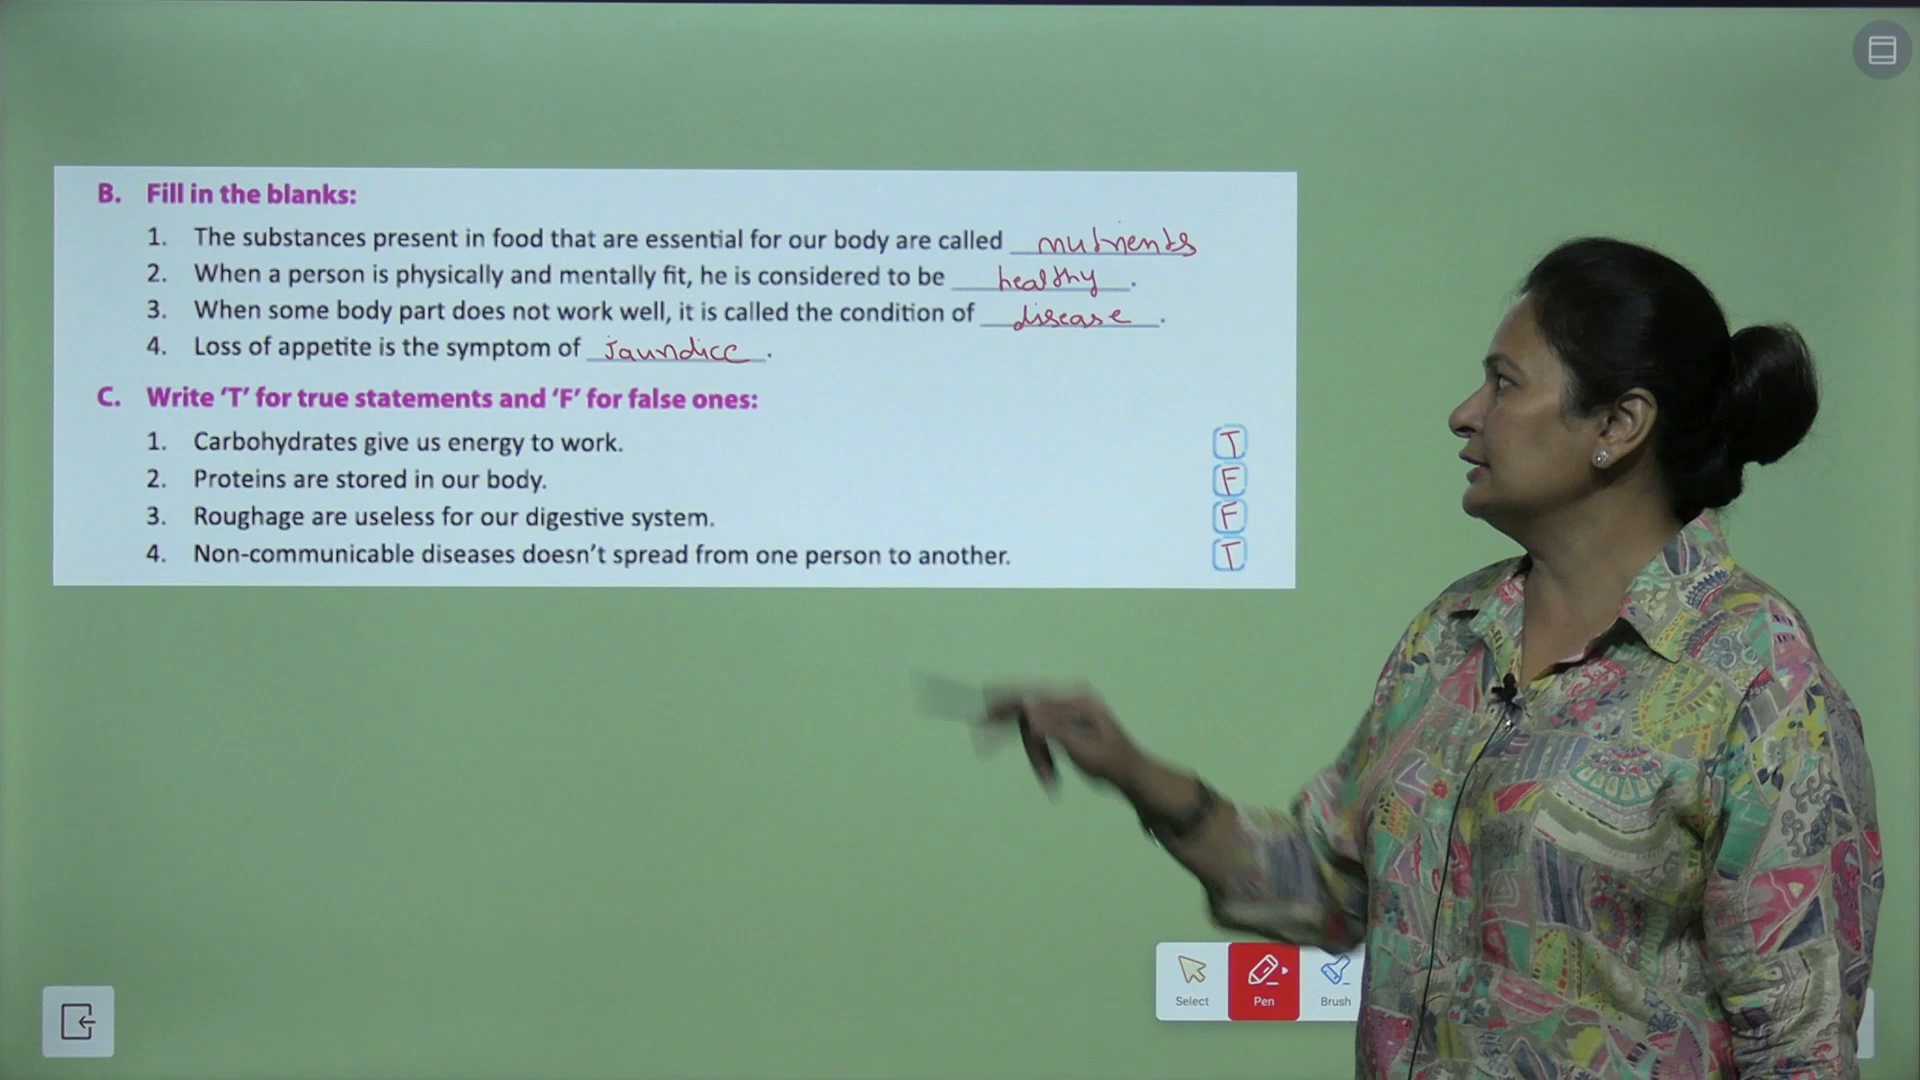 B. Fill in the blanks:
1. The substances present in food that are essential for our body are called nutrients
2. When a person is physically and mentally fit, he is considered to be healthy.
3. When some body part does not work well, it is called the condition of disease.
4. Loss of appetite is the symptom of jaundice.
C. Write ‘T’ for true statements and ‘F’ for false ones:
1. Carbohydrates give us energy to work. T
2. Proteins are stored in our body. F
3. Roughage are useless for our digestive system. F
4. Non-communicable diseases doesn’t spread from one person to another. T
Select Pen Brush